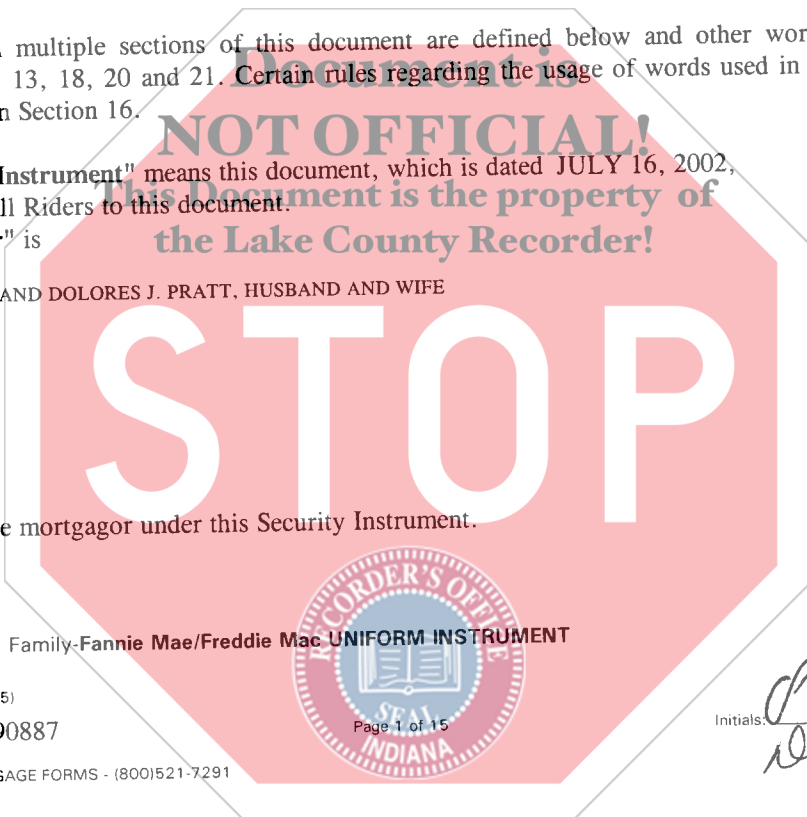 multiple sections of this document are defined below and other wor
13, 18, 20 and 21. Certain rules regarding the usage of words used in
n Section 16.
Document is
NOT OFFICIAL!
This Document is the property of
the Lake County Recorder!
Instrument" means this document, which is dated JULY 16, 2002,
ll Riders to this document.
" is
AND DOLORES J. PRATT, HUSBAND AND WIFE
STOP
e mortgagor under this Security Instrument.
RECORDER'S OFFICE
SEAL
INDIANA
Family-Fannie Mae/Freddie Mac UNIFORM INSTRUMENT
5)
0887
Page 1 of 15
Initials:
GAGE FORMS - (800)521-7291